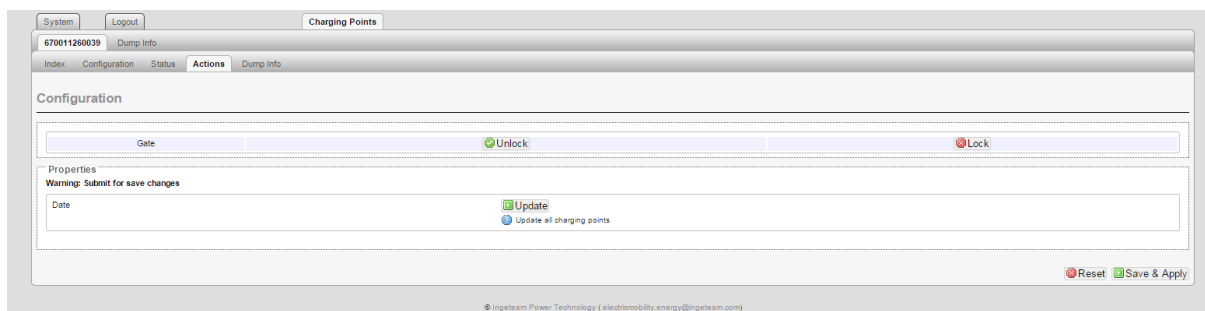 System Logout Charging Points
670011260039 Dump Info
Index Configuration Status Actions Dump Info
Configuration
Gate Unlock Lock
Properties
Warning: Submit for save changes
Date Update
Update all charging points
Reset Save & Apply
© Ingeteam Power Technology ( electricmobility.energy@ingeteam.com)